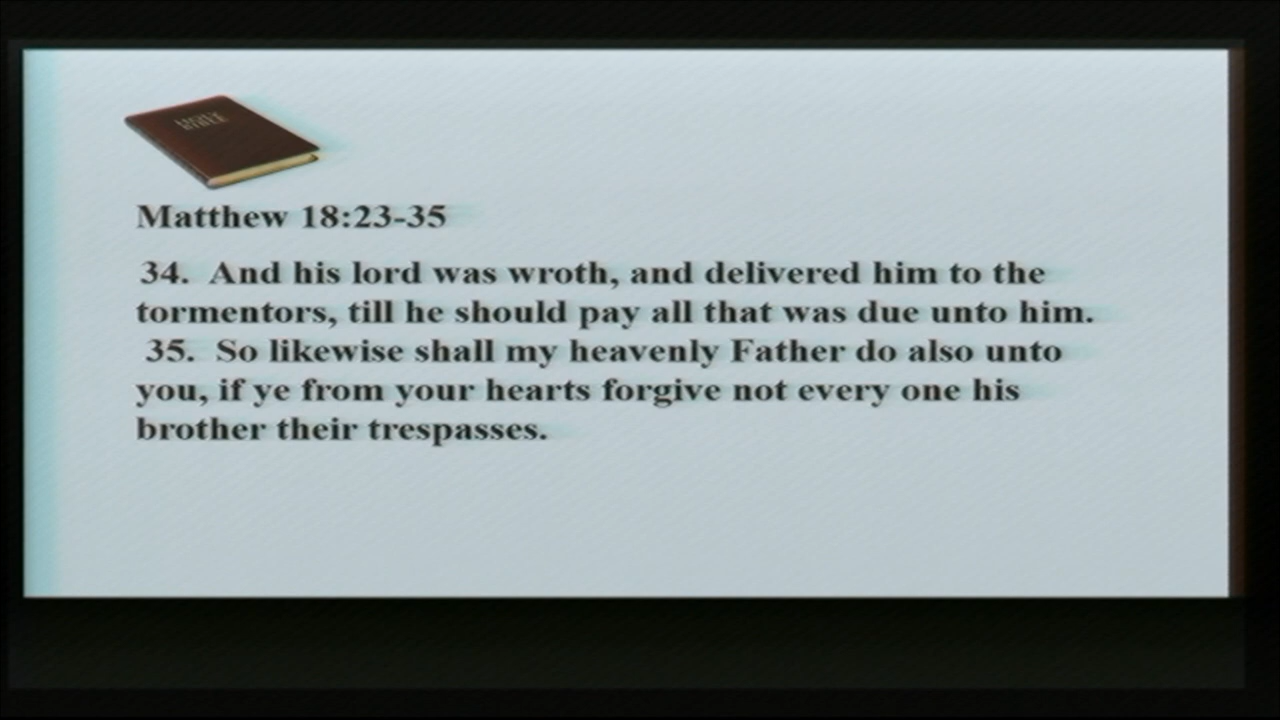 HOLY
BIBLE
Matthew 18:23-35
34. And his lord was wroth, and delivered him to the
tormentors, till he should pay all that was due unto him.
35. So likewise shall my heavenly Father do also unto
you, if ye from your hearts forgive not every one his
brother their trespasses.